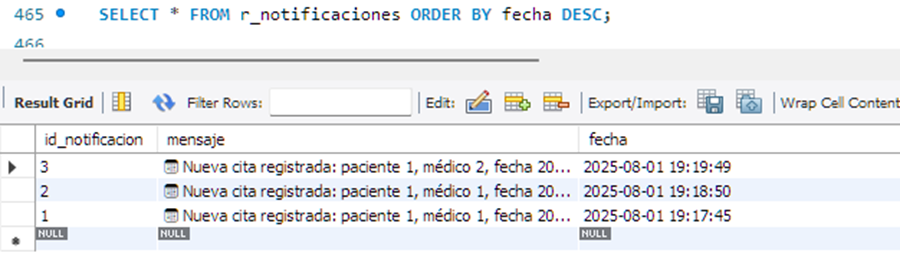 465 SELECT * FROM r_notificaciones ORDER BY fecha DESC;
466
Result Grid Filter Rows: Edit: Export/Import: Wrap Cell Content
id_notificacion mensaje fecha
3 Nueva cita registrada: paciente 1, médico 2, fecha 20... 2025-08-01 19:19:49
2 Nueva cita registrada: paciente 1, médico 1, fecha 20... 2025-08-01 19:18:50
1 Nueva cita registrada: paciente 1, médico 1, fecha 20... 2025-08-01 19:17:45
NULL NULL NULL